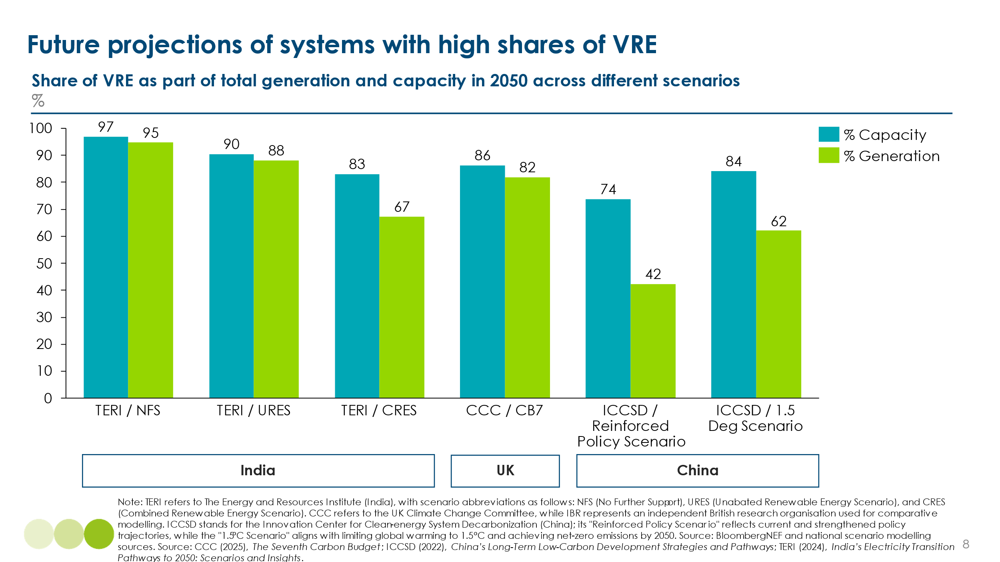 Future projections of systems with high shares of VRE
Share of VRE as part of total generation and capacity in 2050 across different scenarios
%
100
90
80
70
60
50
40
30
20
10
0
97
95
90
88
83
67
86
82
74
42
84
62
% Capacity
% Generation
TERI / NFS
TERI / URES
TERI / CRES
CCC / CB7
ICCSD /
Reinforced
Policy Scenario
ICCSD / 1.5
Deg Scenario
India
UK
China
Note: TERI refers to The Energy and Resources Institute (India), with scenario abbreviations as follows: NFS (No Further Support), URES (Unabated Renewable Energy Scenario), and CRES
(Combined Renewable Energy Scenario). CCC refers to the UK Climate Change Committee, while IBR represents an independent British research organisation used for comparative
modelling. ICCSD stands for the Innovation Center for Clean-energy System Decarbonization (China); its "Reinforced Policy Scenario" reflects current and strengthened policy
trajectories, while the "1.5ºC Scenario" aligns with limiting global warming to 1.5ºC and achieving net-zero emissions by 2050. Source: BloombergNEF and national scenario modelling
sources. Source: CCC (2025), The Seventh Carbon Budget; ICCSD (2022), China’s Long-Term Low-Carbon Development Strategies and Pathways; TERI (2024), India’s Electricity Transition
Pathways to 2050: Scenarios and Insights.
8